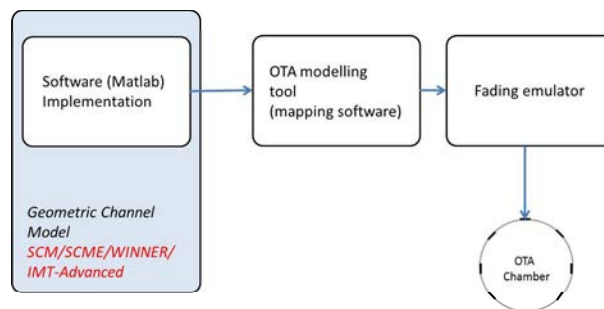 Software (Matlab)
Implementation
OTA modelling
tool
(mapping software)
Fading emulator
Geometric Channel
Model
SCM/SCME/WINNER/
IMT-Advanced
OTA
Chamber